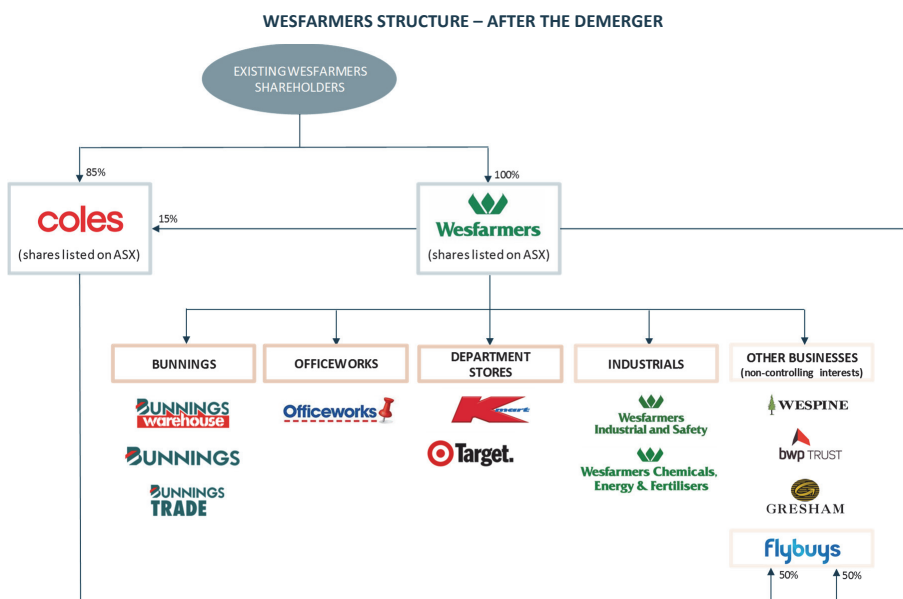 WESFARMERS STRUCTURE – AFTER THE DEMERGER
EXISTING WESFARMERS
SHAREHOLDERS
85%
100%
coles
(shares listed on ASX)
15%
Wesfarmers
(shares listed on ASX)
BUNNINGS
OFFICEWORKS
DEPARTMENT
STORES
INDUSTRIALS
OTHER BUSINESSES
(non-controlling interests)
BUNNINGS
warehouse
BUNNINGS
BUNNINGS
TRADE
Officeworks
Kmart
Target.
Wesfarmers
Industrial and Safety
Wesfarmers Chemicals,
Energy & Fertilisers
WESPINE
bwp TRUST
GRESHAM
flybuys
50%
50%